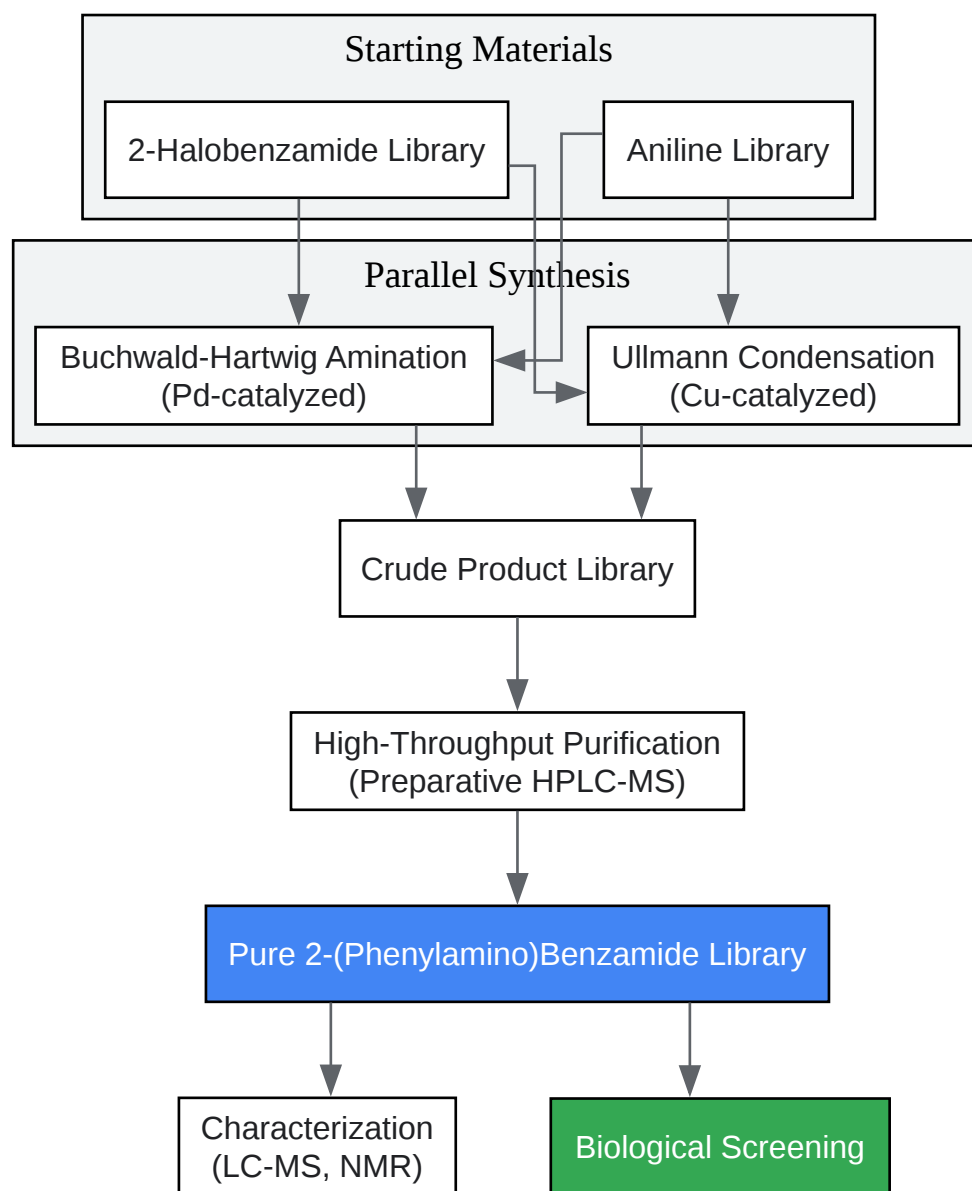 Starting Materials
2-Halobenzamide Library
Aniline Library
Parallel Synthesis
Buchwald-Hartwig Amination
(Pd-catalyzed)
Ullmann Condensation
(Cu-catalyzed)
Crude Product Library
High-Throughput Purification
(Preparative HPLC-MS)
Pure 2-(Phenylamino)Benzamide Library
Characterization
(LC-MS, NMR)
Biological Screening